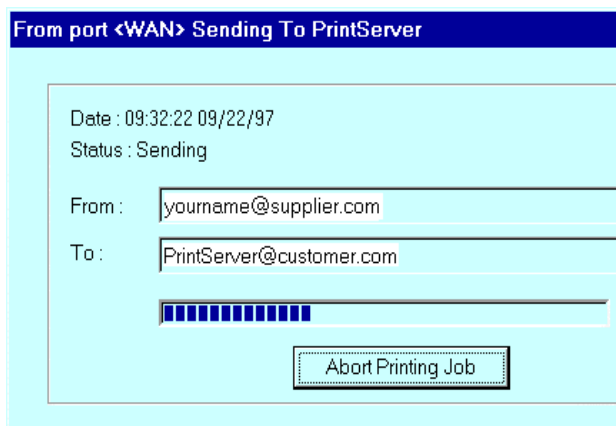 From port <WAN> Sending To PrintServer
Date : 09:32:22 09/22/97
Status : Sending
From : yourname@supplier.com
To : PrintServer@customer.com
Abort Printing Job